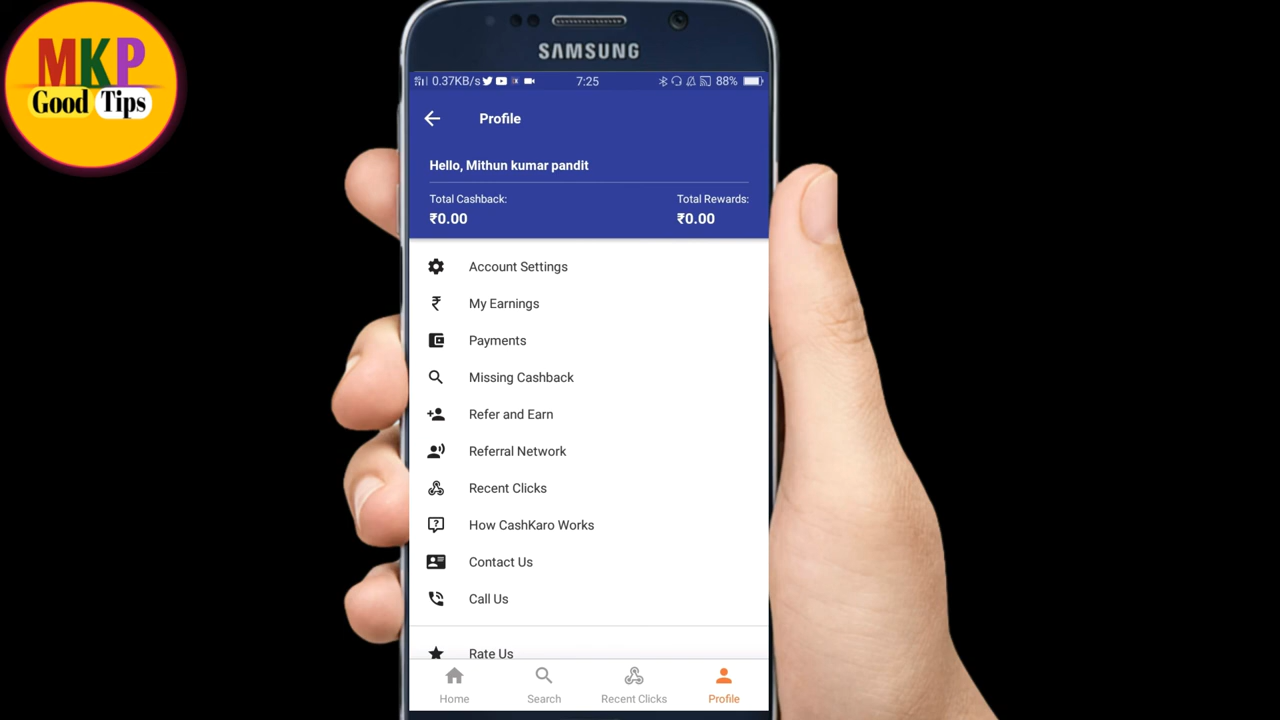 MKP
Good Tips
SAMSUNG
0.37KB/s 7:25 88%
Profile
Hello, Mithun kumar pandit
Total Cashback: Total Rewards:
₹0.00 ₹0.00
Account Settings
My Earnings
Payments
Missing Cashback
Refer and Earn
Referral Network
Recent Clicks
How CashKaro Works
Contact Us
Call Us
Rate Us
Home Search Recent Clicks Profile